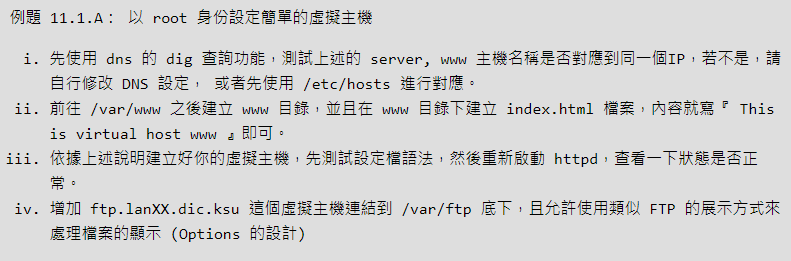 例題 11.1.A： 以 root 身份設定簡單的虛擬主機
i. 先使用 dns 的 dig 查詢功能，測試上述的 server, www 主機名稱是否對應到同一個IP，若不是，請
自行修改 DNS 設定， 或者先使用 /etc/hosts 進行對應。
ii. 前往 /var/www 之後建立 www 目錄，並且在 www 目錄下建立 index.html 檔案，內容就寫『 This
is virtual host www 』即可。
iii. 依據上述說明建立好你的虛擬主機，先測試設定檔語法，然後重新啟動 httpd，查看一下狀態是否正
常。
iv. 增加 ftp.lanXX.dic.ksu 這個虛擬主機連結到 /var/ftp 底下，且允許使用類似 FTP 的展示方式來
處理檔案的顯示 (Options 的設計)